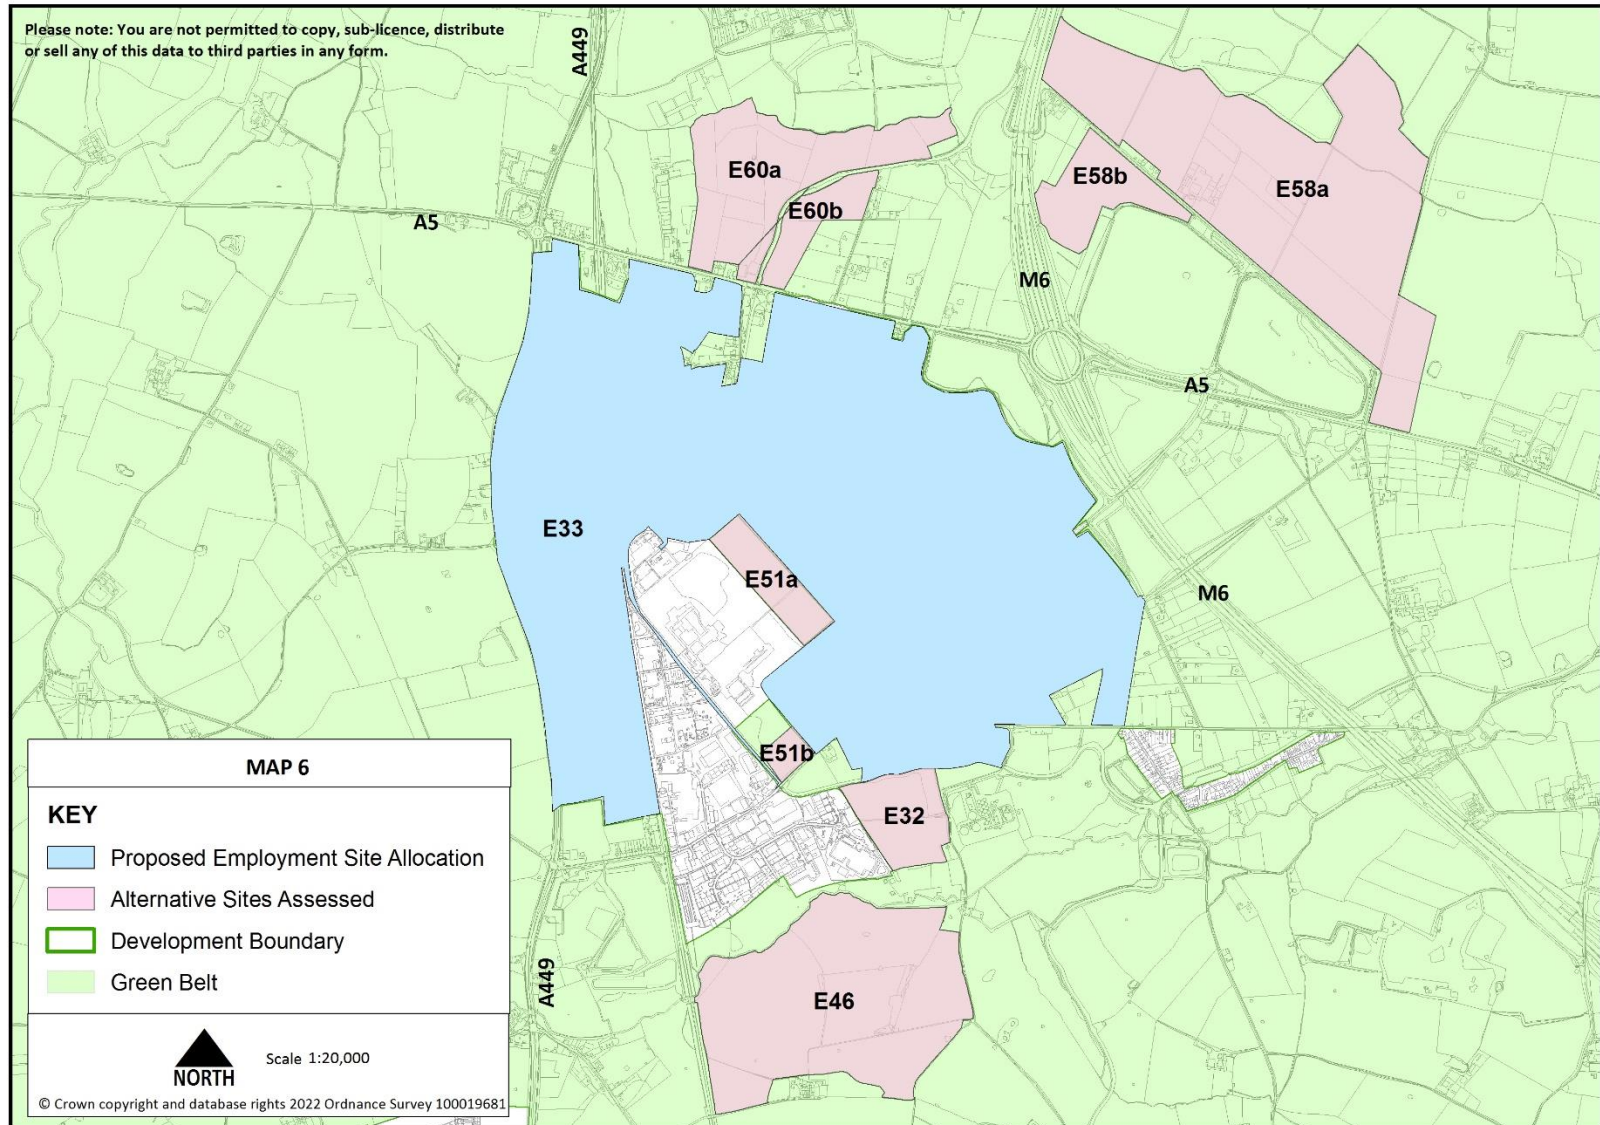 Please note: You are not permitted to copy, sub-licence, distribute
or sell any of this data to third parties in any form.
A449
E60a
E58b
E58a
E60b
A5
M6
A5
E33
E51a
M6
E51b
E32
A449
E46
MAP 6
KEY
Proposed Employment Site Allocation
Alternative Sites Assessed
Development Boundary
Green Belt
NORTH
Scale 1:20,000
© Crown copyright and database rights 2022 Ordnance Survey 100019681